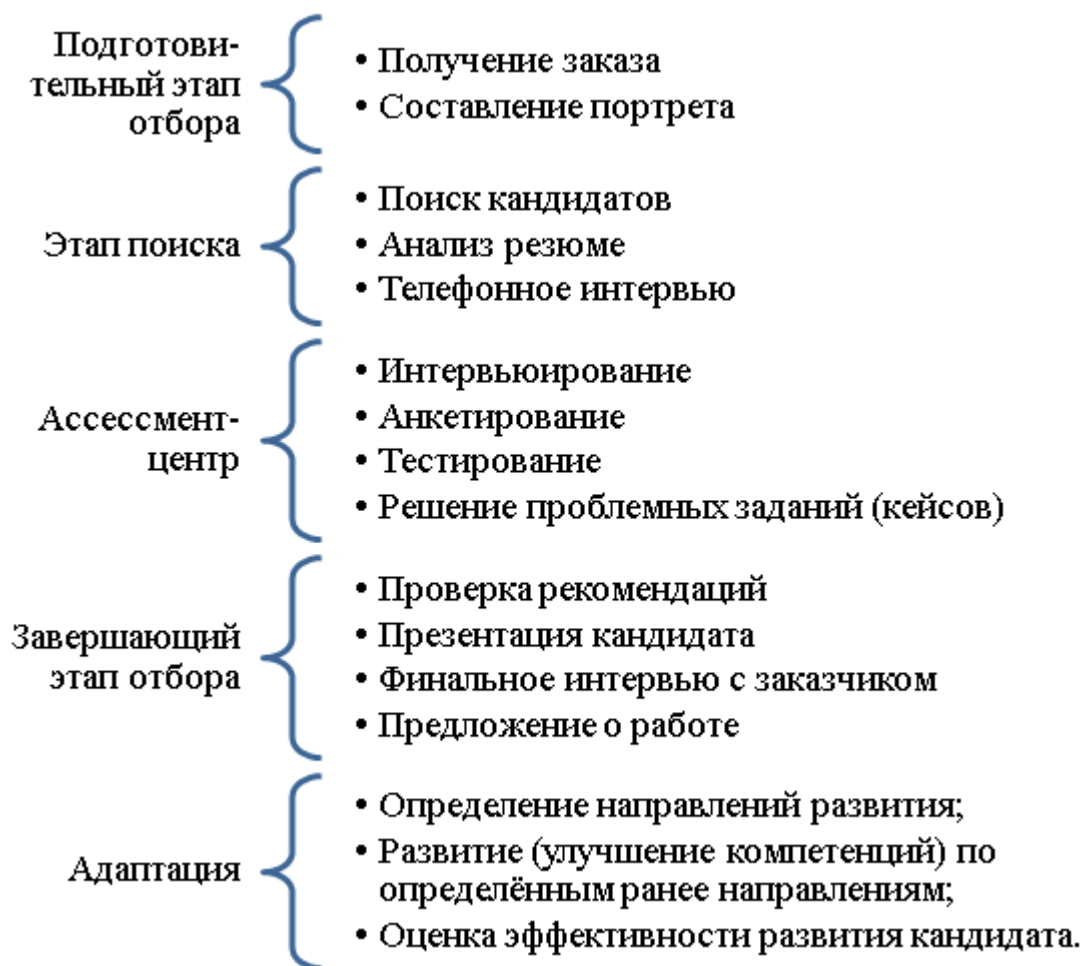 Подготови-
тельный этап
отбора
• Получение заказа
• Составление портрета
Этап поиска
• Поиск кандидатов
• Анализ резюме
• Телефонное интервью
Ассессмент-
центр
• Интервьюирование
• Анкетирование
• Тестирование
• Решение проблемных заданий (кейсов)
Завершающий
этап отбора
• Проверка рекомендаций
• Презентация кандидата
• Финальное интервью с заказчиком
• Предложение о работе
Адаптация
• Определение направлений развития;
• Развитие (улучшение компетенций) по
определённым ранее направлениям;
• Оценка эффективности развития кандидата.